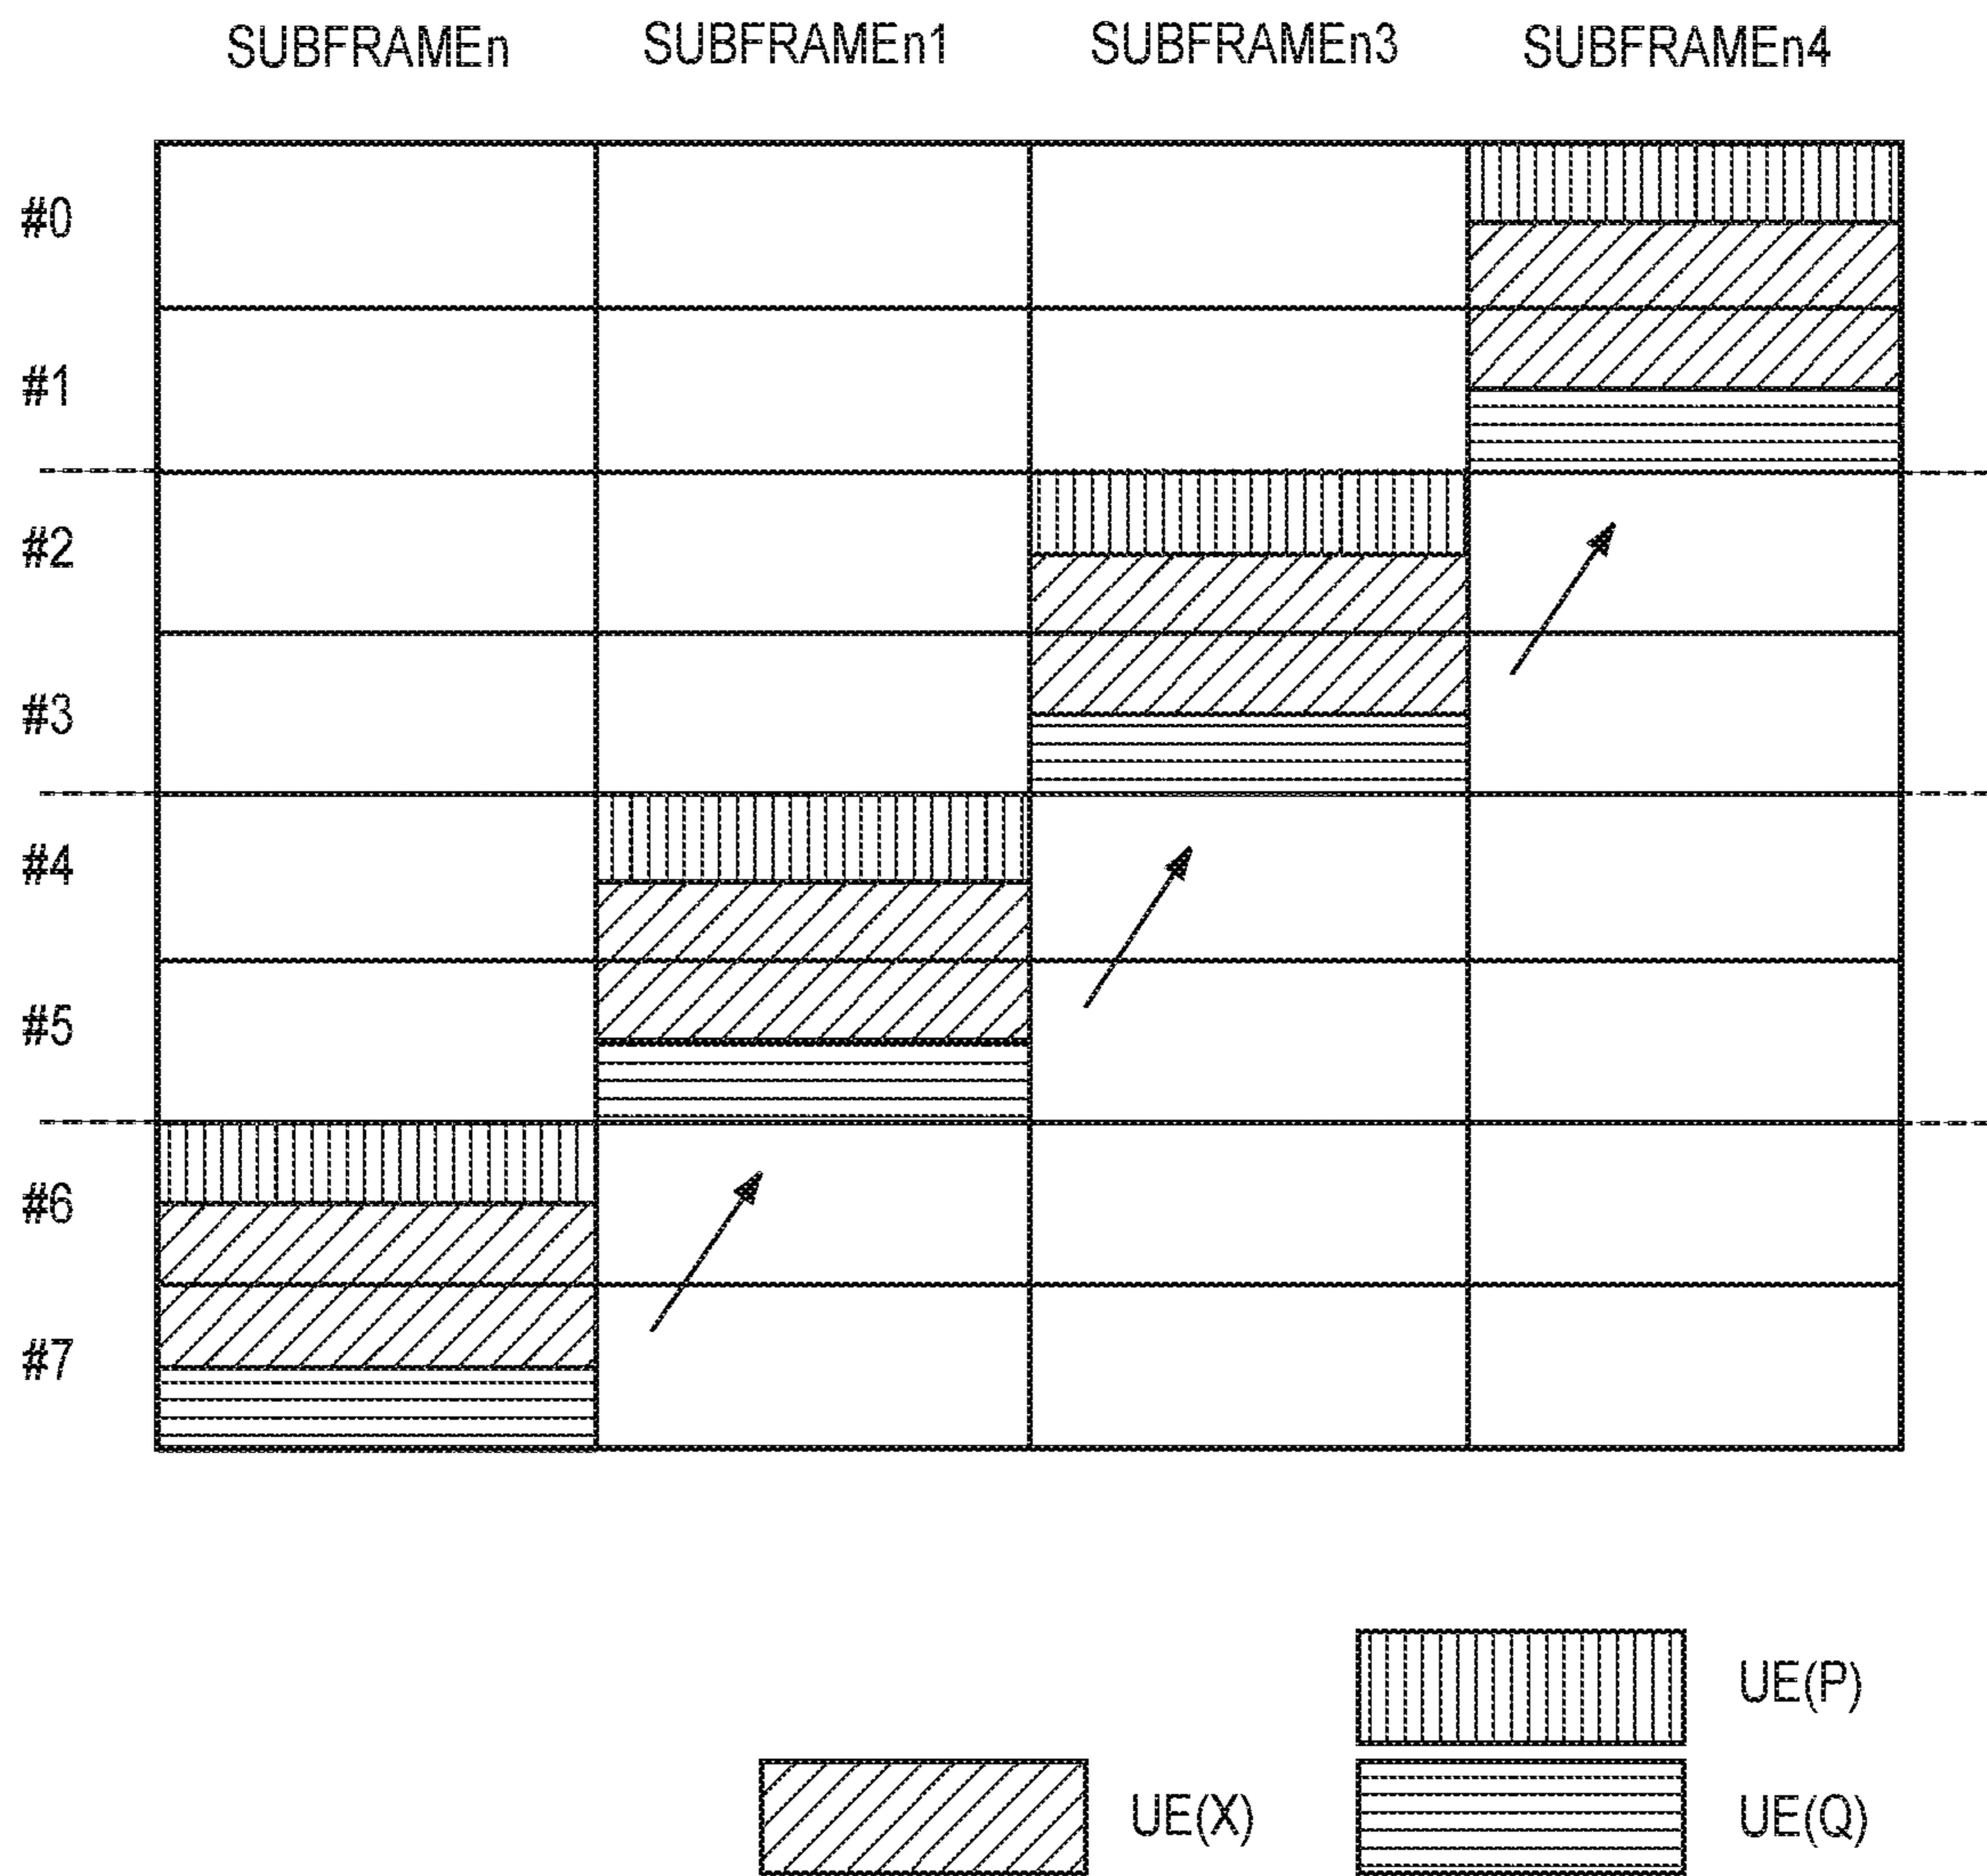 SUBFRAMEn SUBFRAMEn1 SUBFRAMEn3 SUBFRAMEn4
#0
#1
#2
#3
#4
#5
#6
#7
UE(P)
UE(X) UE(Q)